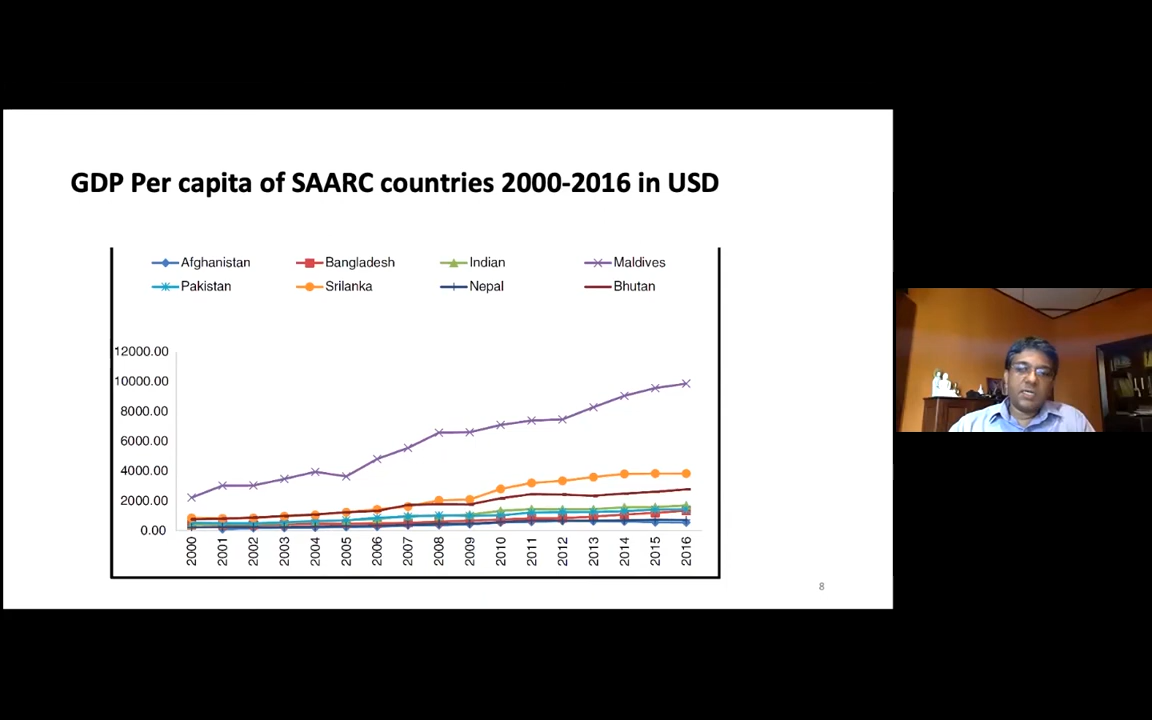 GDP Per capita of SAARC countries 2000-2016 in USD
Afghanistan Bangladesh Indian Maldives
Pakistan Srilanka Nepal Bhutan
12000.00
10000.00
8000.00
6000.00
4000.00
2000.00
0.00
2000 2001 2002 2003 2004 2005 2006 2007 2008 2009 2010 2011 2012 2013 2014 2015 2016
8